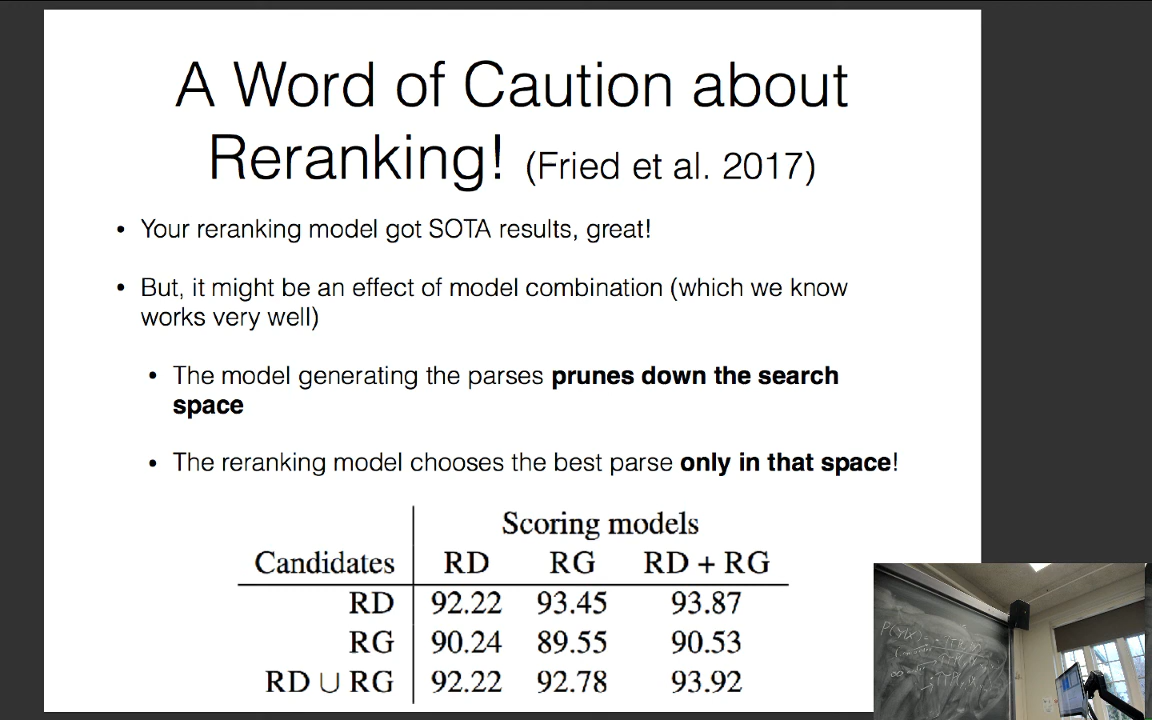 A Word of Caution about
Reranking! (Fried et al. 2017)
• Your reranking model got SOTA results, great!
• But, it might be an effect of model combination (which we know
works very well)
• The model generating the parses prunes down the search
space
• The reranking model chooses the best parse only in that space!
Scoring models
Candidates RD RG RD + RG
RD 92.22 93.45 93.87
RG 90.24 89.55 90.53
RD ∪ RG 92.22 92.78 93.92
P(Y|X)